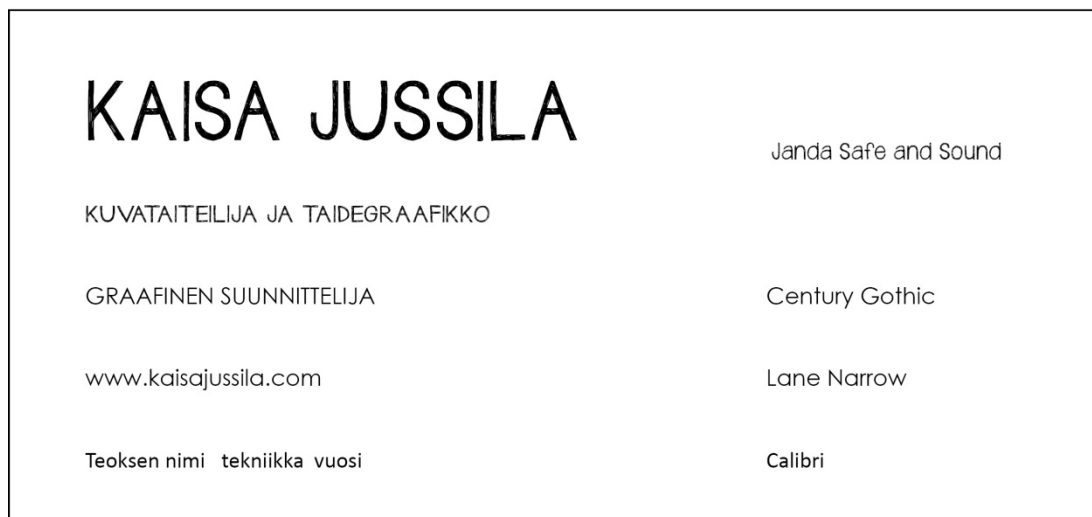 KAISA JUSSILA
Janda Safe and Sound
KUVATAITEILIJA JA TAIDEGRAAFIKKO
GRAAFINEN SUUNNITTELIJA Century Gothic
www.kaisajussila.com Lane Narrow
Teoksen nimi tekniikka vuosi Calibri